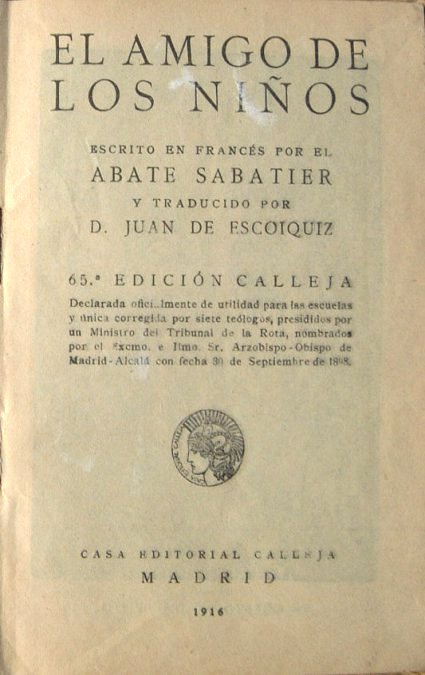 EL AMIGO DE
LOS NIÑOS
ESCRITO EN FRANCÉS POR EL
ABATE SABATIER
Y TRADUCIDO POR
D. JUAN DE ESCOIQUIZ
65.ª EDICIÓN CALLEJA
Declarada oficialmente de utilidad para las escuelas
y única corregida por siete teólogos, presididos por
un Ministro del Tribunal de la Rota, nombrados
por el Excmo. e Ilmo. Sr. Arzobispo-Obispo de
Madrid-Alcalá con fecha 30 de Septiembre de
CASA EDITORIAL CALLEJA
CASA EDITORIAL CALLEJA
MADRID
1916